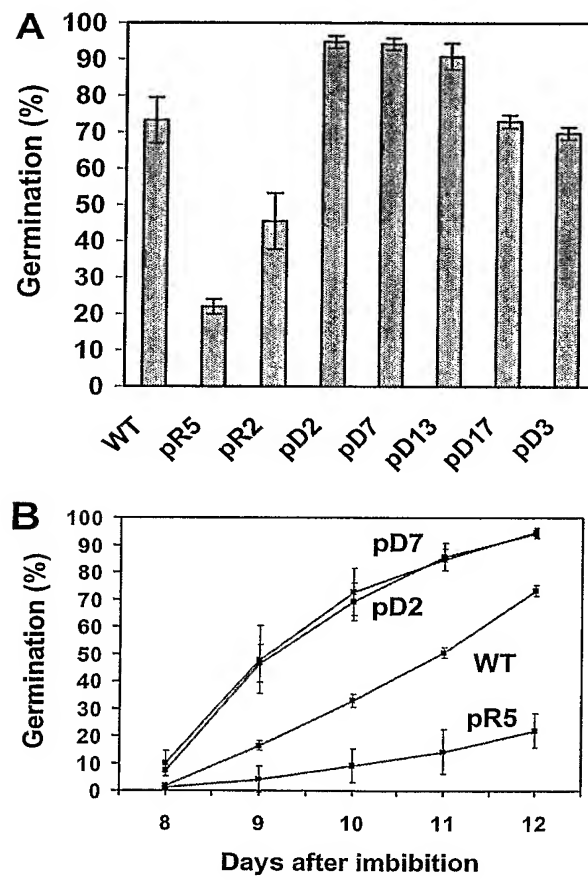 A
Germination (%)
100
90
80
70
60
50
40
30
20
10
0
WT
pR5
pR2
pD2
pD7
pD13
pD17
pD3
B
Germination (%)
100
90
80
70
60
50
40
30
20
10
0
pD7
pD2
WT
pR5
8
9
10
11
12
Days after imbibition